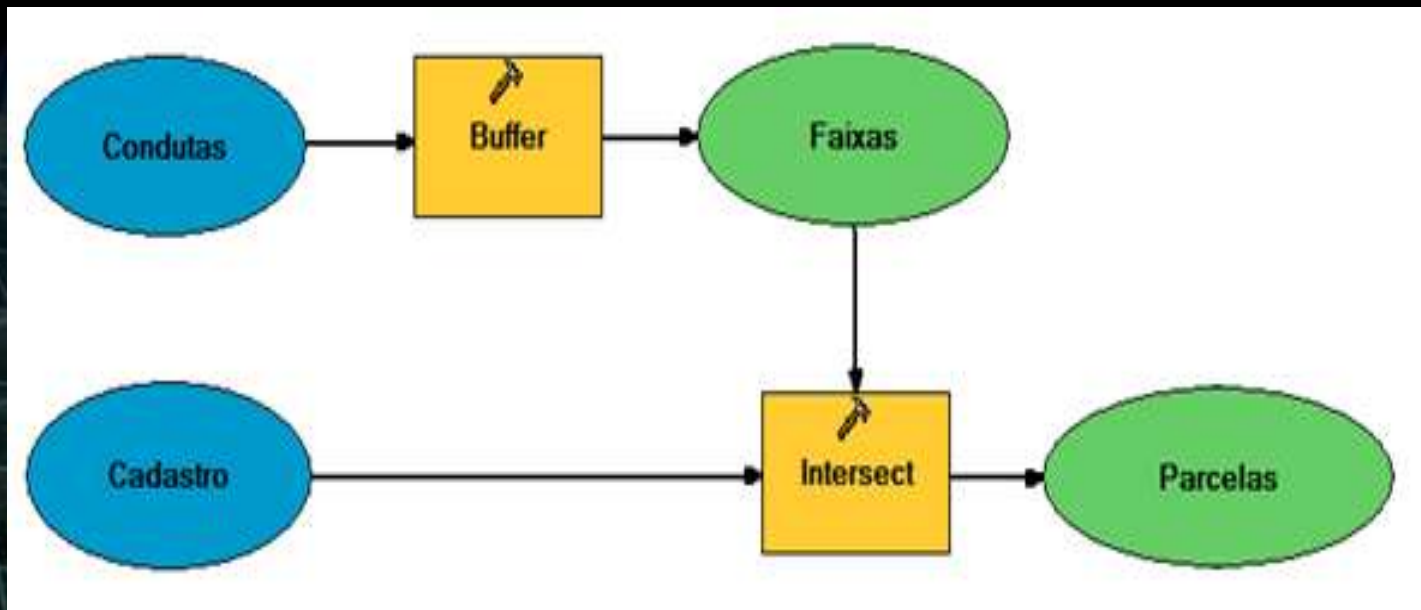 Condutas
Buffer
Faixas
Cadastro
Intersect
Parcelas